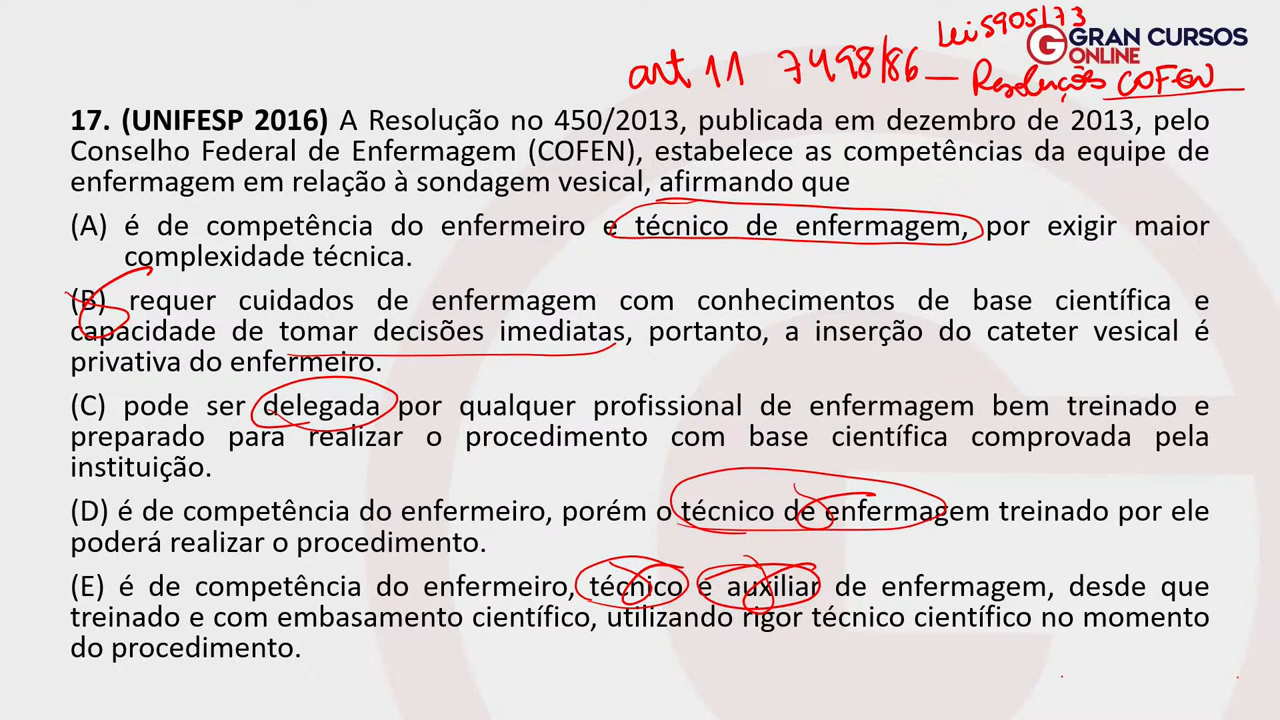 Lei 5905/73
GRAN CURSOS
ONLINE
art 11 7498/86 — Resoluções COFEN
17. (UNIFESP 2016) A Resolução no 450/2013, publicada em dezembro de 2013, pelo
Conselho Federal de Enfermagem (COFEN), estabelece as competências da equipe de
enfermagem em relação à sondagem vesical, afirmando que
(A) é de competência do enfermeiro e técnico de enfermagem, por exigir maior
complexidade técnica.
(B) requer cuidados de enfermagem com conhecimentos de base científica e
capacidade de tomar decisões imediatas, portanto, a inserção do cateter vesical é
privativa do enfermeiro.
(C) pode ser delegada por qualquer profissional de enfermagem bem treinado e
preparado para realizar o procedimento com base científica comprovada pela
instituição.
(D) é de competência do enfermeiro, porém o técnico de enfermagem treinado por ele
poderá realizar o procedimento.
(E) é de competência do enfermeiro, técnico e auxiliar de enfermagem, desde que
treinado e com embasamento científico, utilizando rigor técnico científico no momento
do procedimento.